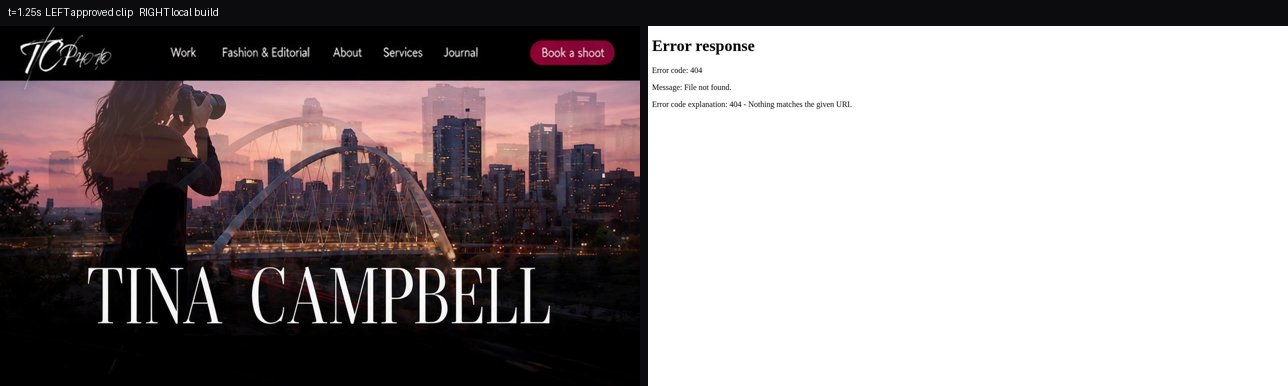 t=1.25s LEFT approved clip RIGHT local build
TCPhoto
Work Fashion & Editorial About Services Journal Book a shoot
TINA CAMPBELL
Error response
Error code: 404
Message: File not found.
Error code explanation: 404 - Nothing matches the given URI.